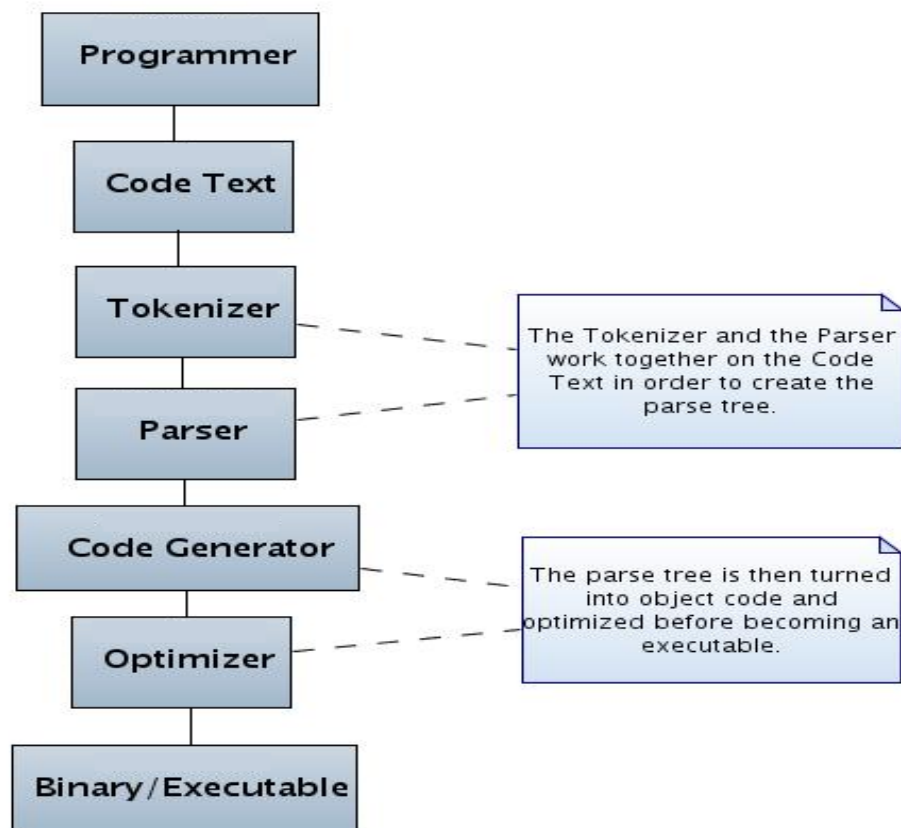 Programmer
Code Text
Tokenizer
The Tokenizer and the Parser
work together on the Code
Text in order to create the
parse tree.
Parser
Code Generator
The parse tree is then turned
into object code and
optimized before becoming an
executable.
Optimizer
Binary/Executable